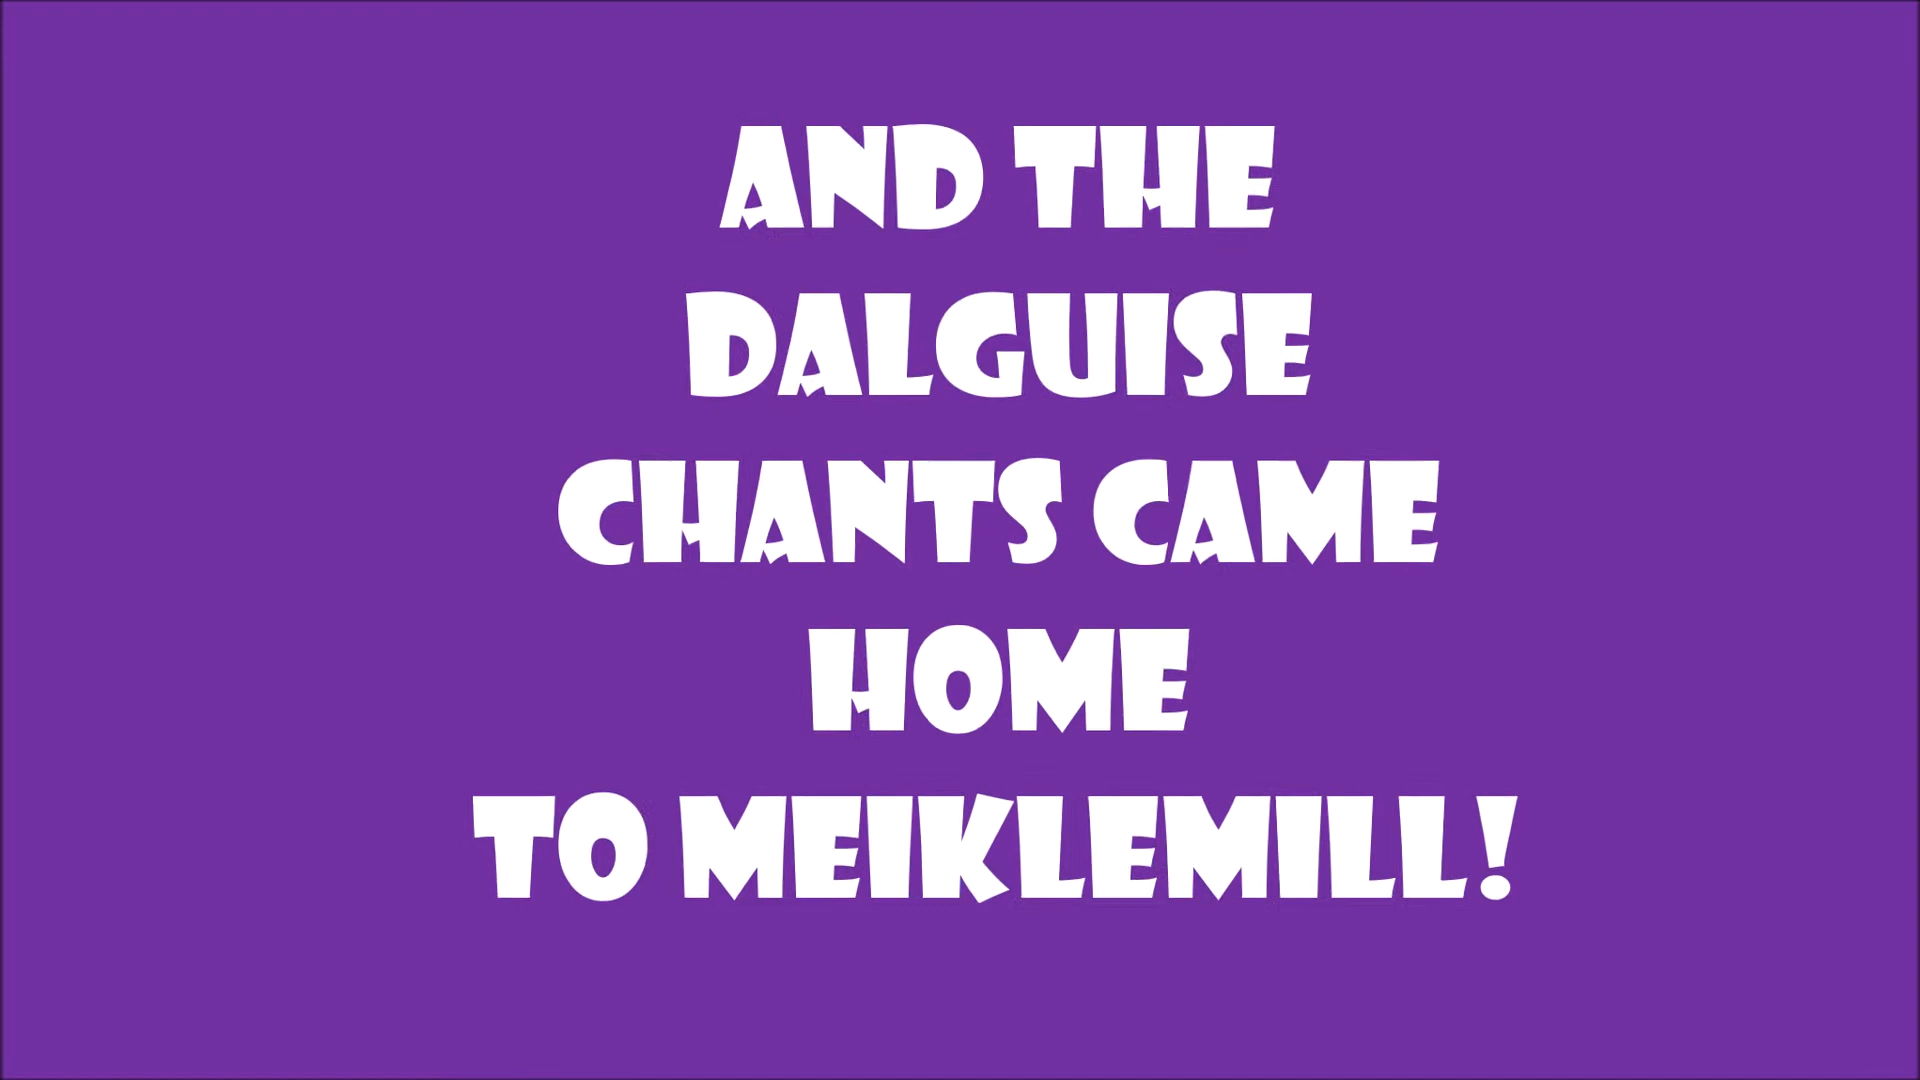 AND THE
DALGUISE
CHANTS CAME
HOME
TO MEIKLEMILL!